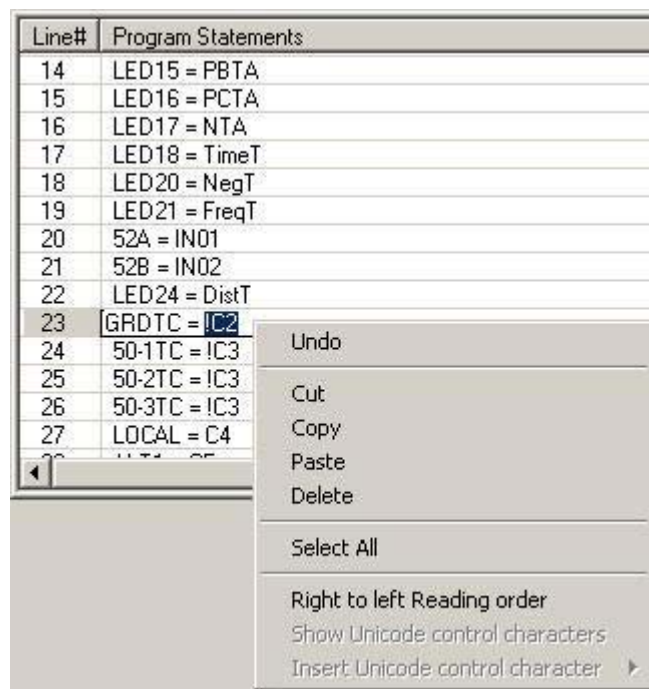 Line# Program Statements
14 LED15 = PBTA
15 LED16 = PCTA
16 LED17 = NTA
17 LED18 = TimeT
18 LED20 = NegT
19 LED21 = FreqT
20 52A = IN01
21 52B = IN02
22 LED24 = DistT
23 GRDTC = !C2
24 50-1TC = !C3
25 50-2TC = !C3
26 50-3TC = !C3
27 LOCAL = C4
Undo
Cut
Copy
Paste
Delete
Select All
Right to left Reading order
Show Unicode control characters
Insert Unicode control character